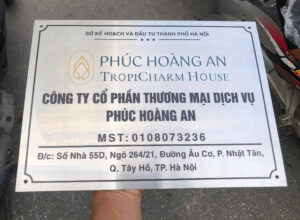 SỞ KẾ HOẠCH VÀ ĐẦU TƯ THÀNH PHỐ HÀ NỘI
PHÚC HOÀNG AN
TROPICHARM HOUSE
CÔNG TY CỔ PHẦN THƯƠNG MẠI DỊCH VỤ
PHÚC HOÀNG AN
MST: 0108073236
Đ/c: Số Nhà 55D, Ngõ 264/21, Đường Âu Cơ, P. Nhật Tân,
Q. Tây Hồ, TP. Hà Nội